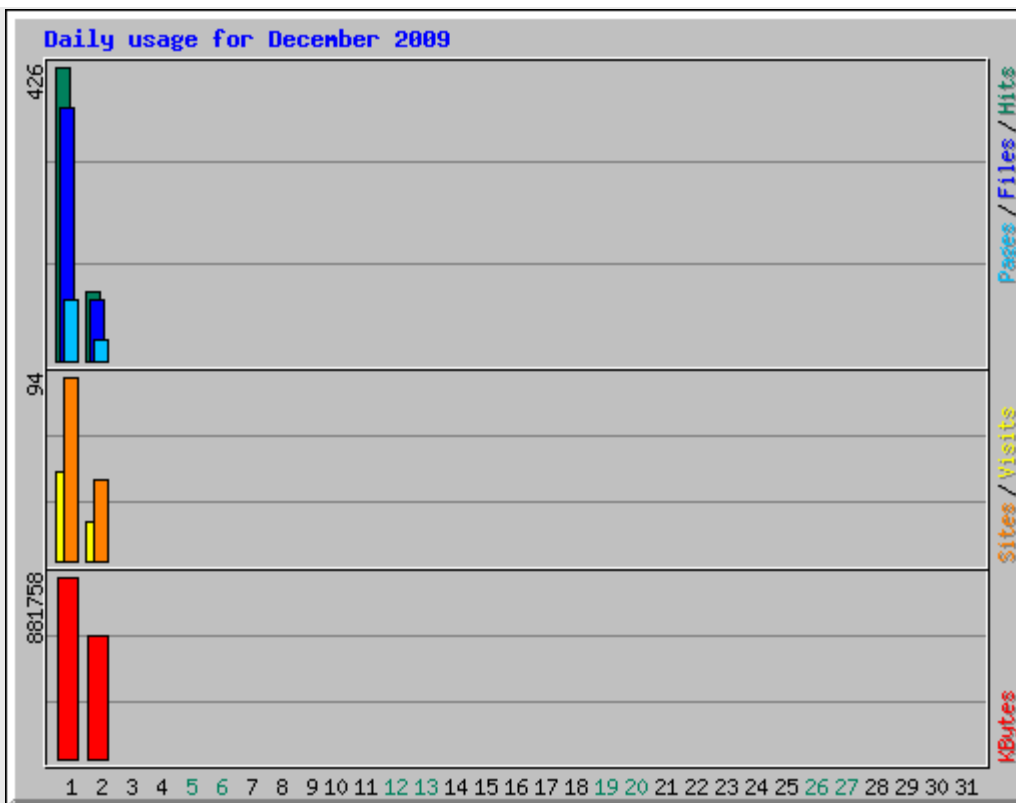 Daily usage for December 2009
426
Pages / Files / Hits
94
Sites / Visits
881758
KBytes
1 2 3 4 5 6 7 8 9 10 11 12 13 14 15 16 17 18 19 20 21 22 23 24 25 26 27 28 29 30 31